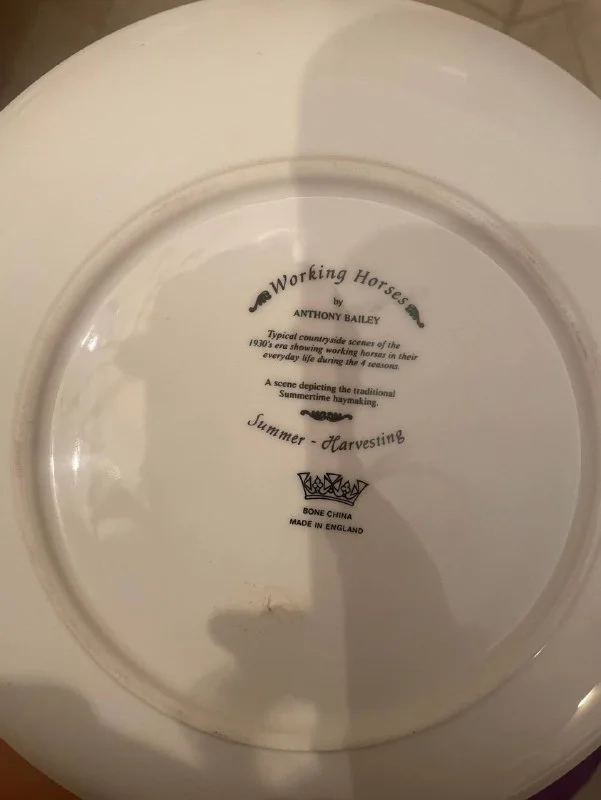 Working Horses
by
ANTHONY BAILEY
Typical countryside scenes of the
1930's era showing working horses in their
everyday life during the 4 seasons.
A scene depicting the traditional
Summertime haymaking.
Summer - Harvesting
BONE CHINA
MADE IN ENGLAND